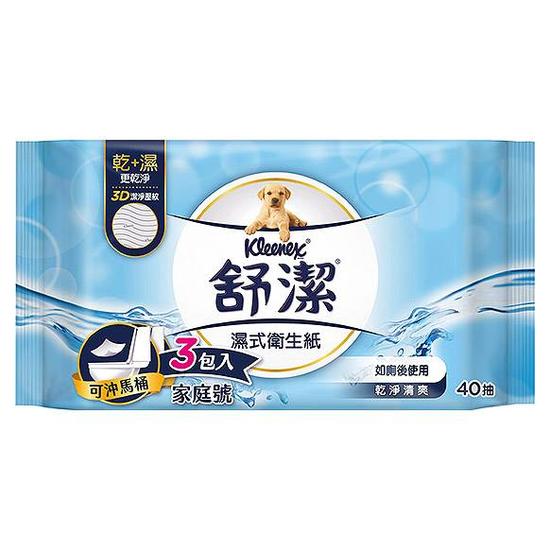 乾+濕
更乾淨
3D潔淨壓紋
Kleenex®
舒潔®
濕式衛生紙
3包入
可沖馬桶
家庭號
如廁後使用
乾淨清爽
40抽